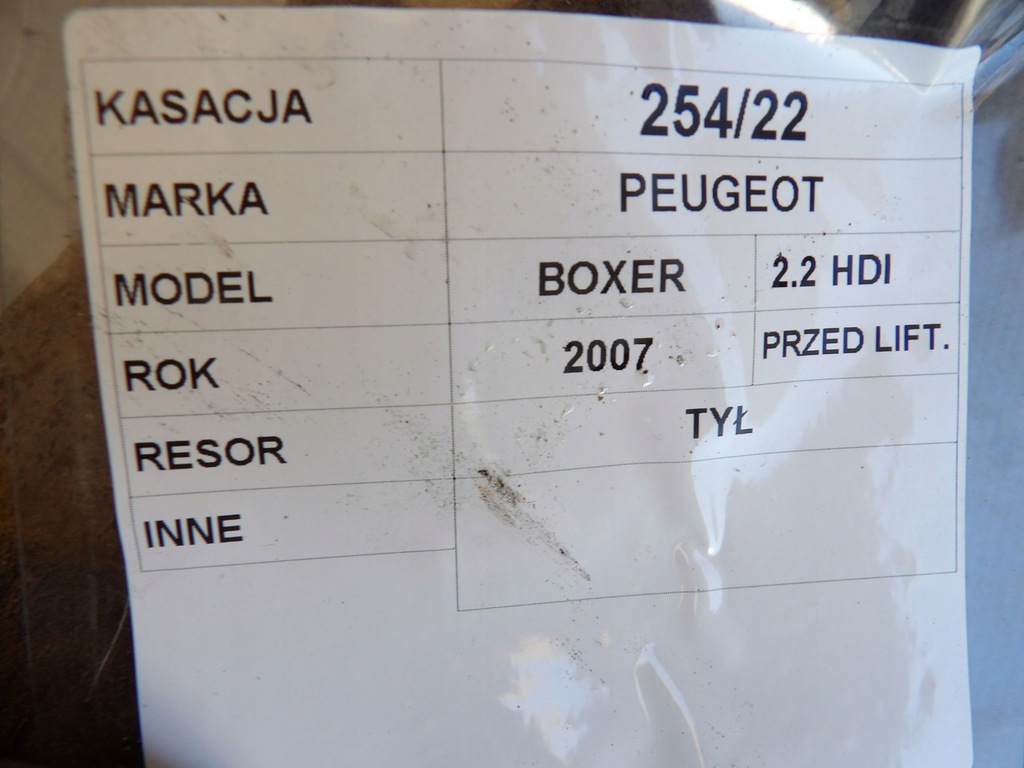 KASACJA 254/22
MARKA PEUGEOT
MODEL BOXER 2.2 HDI
ROK 2007 PRZED LIFT.
RESOR TYŁ
INNE